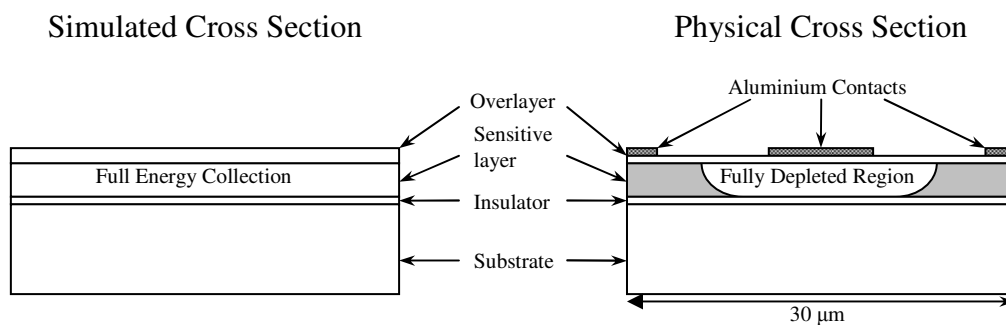 Simulated Cross Section
Physical Cross Section
Aluminium Contacts
Overlayer
Sensitive
layer
Full Energy Collection
Fully Depleted Region
Insulator
Substrate
30 μm